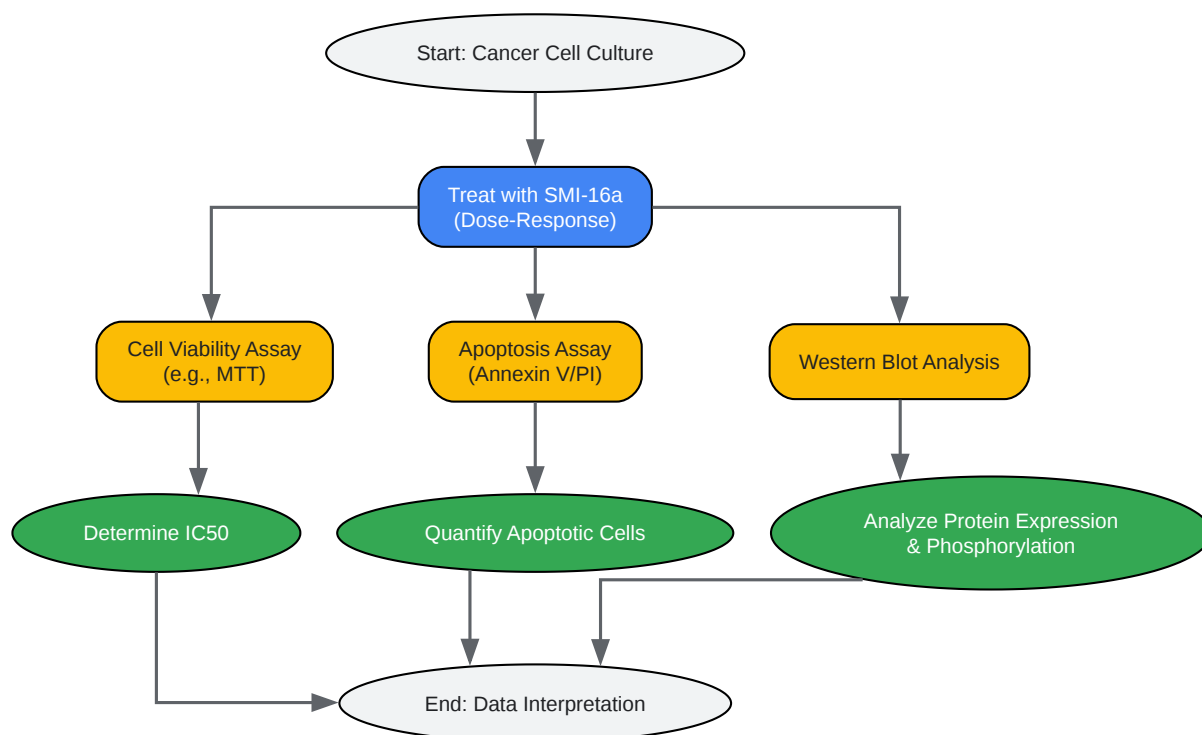 Start: Cancer Cell Culture
Treat with SMI-16a
(Dose-Response)
Cell Viability Assay
(e.g., MTT)
Apoptosis Assay
(Annexin V/PI)
Western Blot Analysis
Determine IC50
Quantify Apoptotic Cells
Analyze Protein Expression
& Phosphorylation
End: Data Interpretation